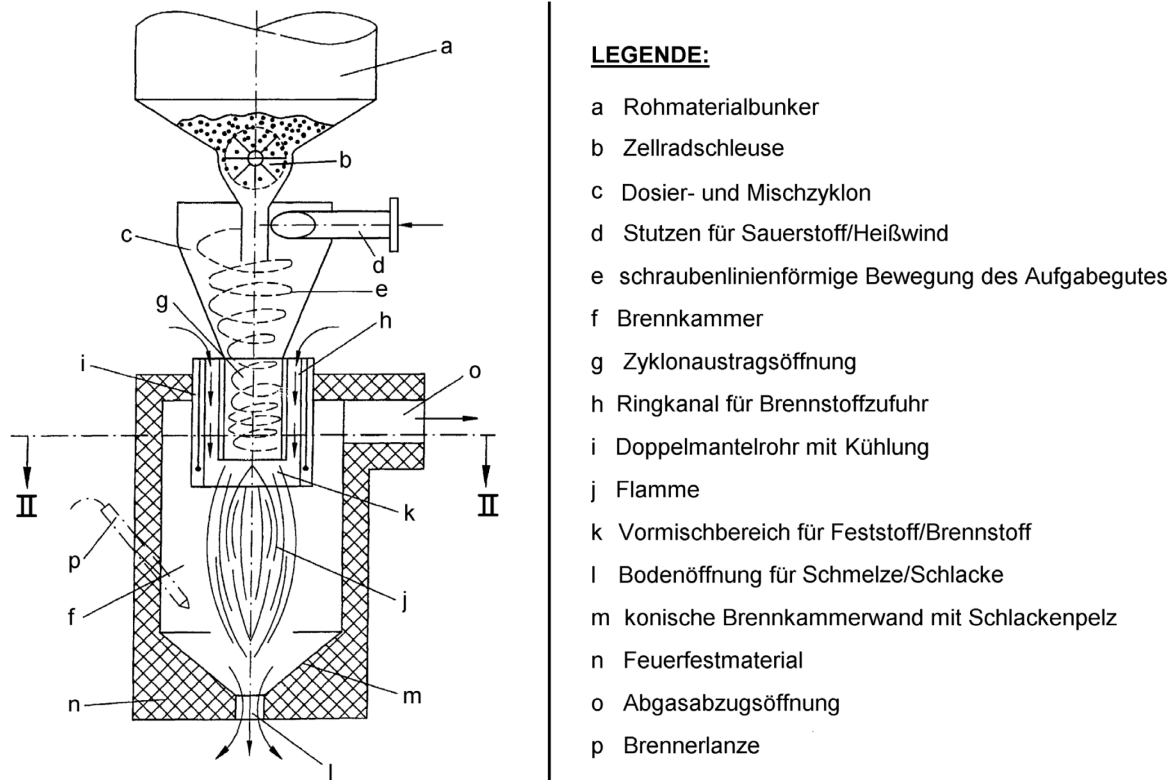 a
b
c
d
e
g
h
i
o
II
II
k
p
f
j
n
m
l
LEGENDE:
a Rohmaterialbunker
b Zellradschleuse
c Dosier- und Mischzyklon
d Stutzen für Sauerstoff/Heißwind
e schraubenlinienförmige Bewegung des Aufgabegutes
f Brennkammer
g Zyklonaustragsöffnung
h Ringkanal für Brennstoffzufuhr
i Doppelmantelrohr mit Kühlung
j Flamme
k Vormischbereich für Feststoff/Brennstoff
l Bodenöffnung für Schmelze/Schlacke
m konische Brennkammerwand mit Schlackenpelz
n Feuerfestmaterial
o Abgasabzugsöffnung
p Brennerlanze